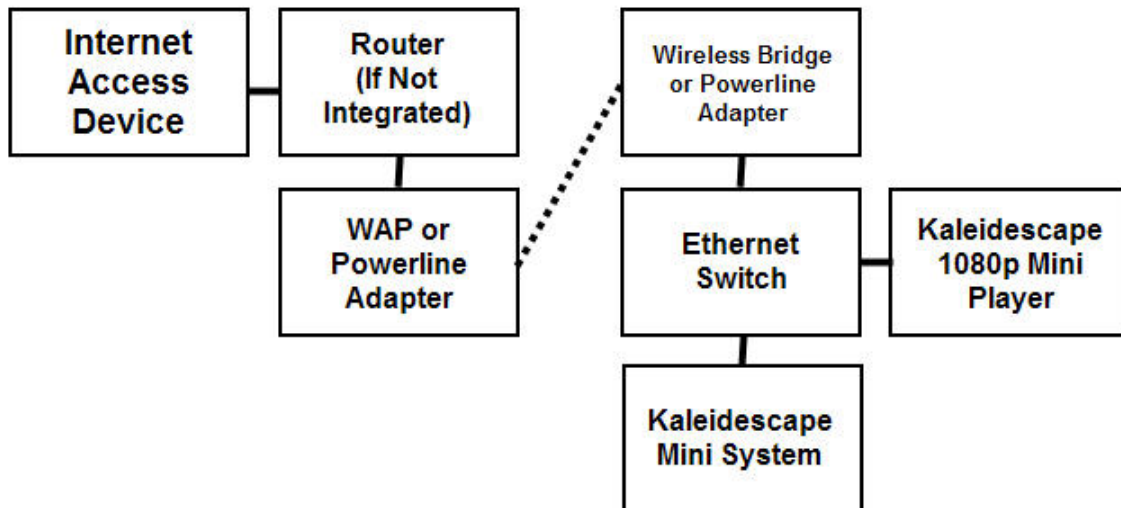 Internet
Access
Device
Router
(If Not
Integrated)
WAP or
Powerline
Adapter
Wireless Bridge
or Powerline
Adapter
Ethernet
Switch
Kaleidescape
1080p Mini
Player
Kaleidescape
Mini System